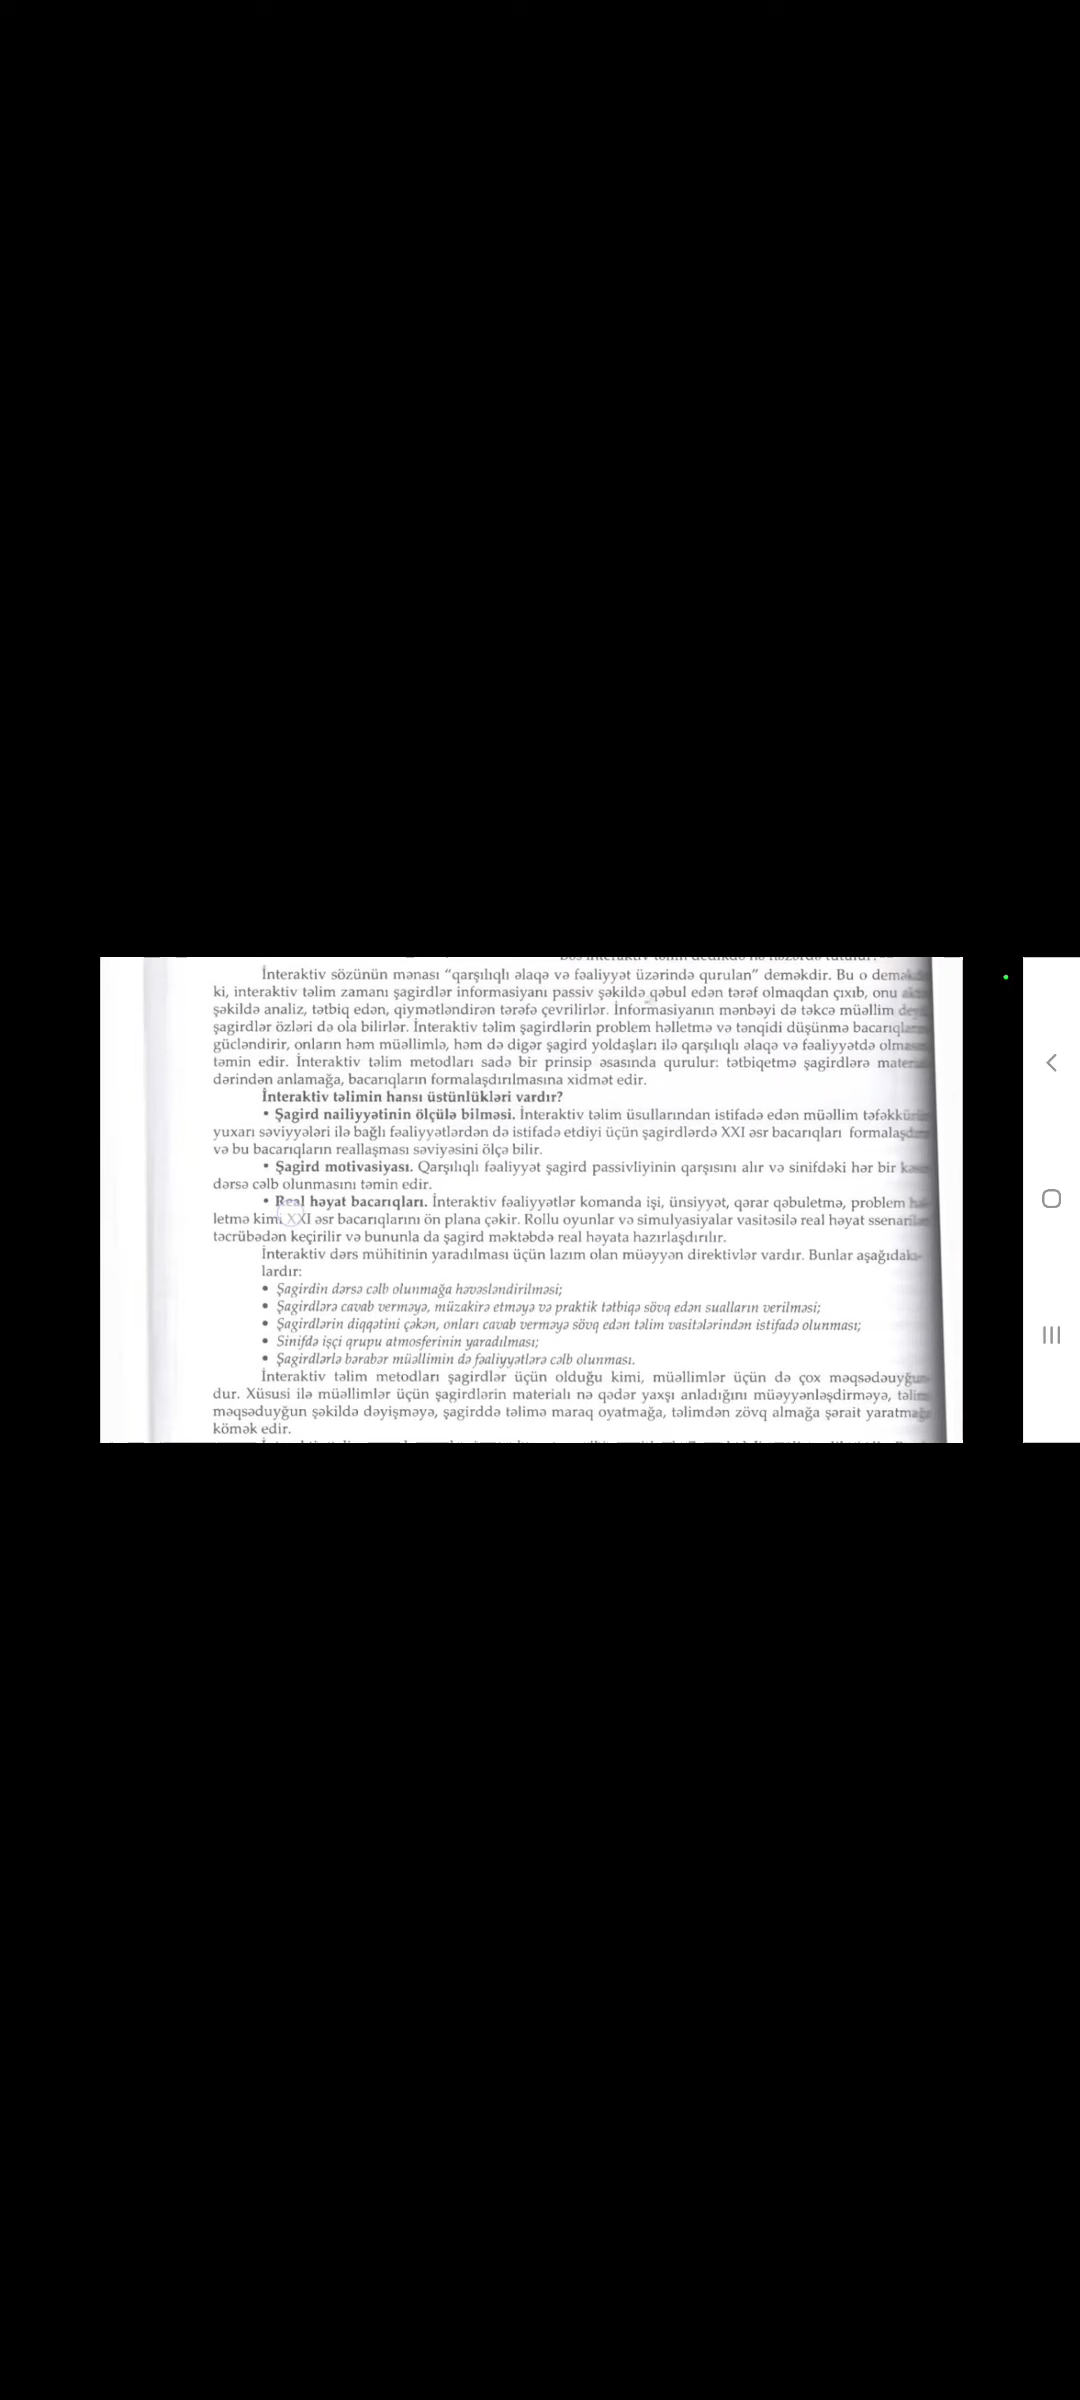 İnteraktiv sözünün mənası “qarşılıqlı əlaqə və fəaliyyət üzərində qurulan” deməkdir. Bu o
ki, interaktiv təlim zamanı şagirdlər informasiyanı passiv şəkildə qəbul edən tərəf olmaqdan çıxıb, onu
şəkildə analiz, tətbiq edən, qiymətləndirən tərəfə çevrilirlər. İnformasiyanın mənbəyi də təkcə müəllim
şagirdlər özləri də ola bilirlər. İnteraktiv təlim şagirdlərin problem həlletmə və tənqidi düşünmə
gücləndirir, onların həm müəllimlə, həm də digər şagird yoldaşları ilə qarşılıqlı əlaqə və fəaliyyətdə
təmin edir. İnteraktiv təlim metodları sadə bir prinsip əsasında qurulur: tətbiqetmə şagirdlərə
dərindən anlamağa, bacarıqların formalaşdırılmasına xidmət edir.
İnteraktiv təlimin hansı üstünlükləri vardır?
• Şagird nailiyyətinin ölçülə bilməsi. İnteraktiv təlim üsullarından istifadə edən müəllim
yuxarı səviyyələri ilə bağlı fəaliyyətlərdən də istifadə etdiyi üçün şagirdlərdə XXI əsr bacarıqları
və bu bacarıqların reallaşması səviyəsini ölçə bilir.
• Şagird motivasiyası. Qarşılıqlı fəaliyyət şagird passivliyinin qarşısını alır və sinifdəki hər bir
dərsə cəlb olunmasını təmin edir.
• Real həyat bacarıqları. İnteraktiv fəaliyyətlər komanda işi, ünsiyyət, qərar qəbuletmə, problem
letmə kimi XXI əsr bacarıqlarını ön plana çəkir. Rollu oyunlar və simulyasiyalar vasitəsilə real həyat
təcrübədən keçirilir və bununla da şagird məktəbdə real həyata hazırlaşdırılır.
İnteraktiv dərs mühitinin yaradılması üçün lazım olan müəyyən direktivlər vardır. Bunlar aşağıdakı-
lardır:
• Şagirdin dərsə cəlb olunmağa həvəsləndirilməsi;
• Şagirdlərə cavab verməyə, müzakirə etməyə və praktik tətbiqə sövq edən sualların verilməsi;
• Şagirdlərin diqqətini çəkən, onları cavab verməyə sövq edən təlim vasitələrindən istifadə olunması;
• Sinifdə işçi qrupu atmosferinin yaradılması;
• Şagirdlərlə bərabər müəllimin də fəaliyyətlərə cəlb olunması.
İnteraktiv təlim metodları şagirdlər üçün olduğu kimi, müəllimlər üçün də çox məqsədəuyğun-
dur. Xüsusi ilə müəllimlər üçün şagirdlərin materialı nə qədər yaxşı anladığını müəyyənləşdirməyə,
məqsəduyğun şəkildə dəyişməyə, şagirddə təlimə maraq oyatmağa, təlimdən zövq almağa şərait
kömək edir.